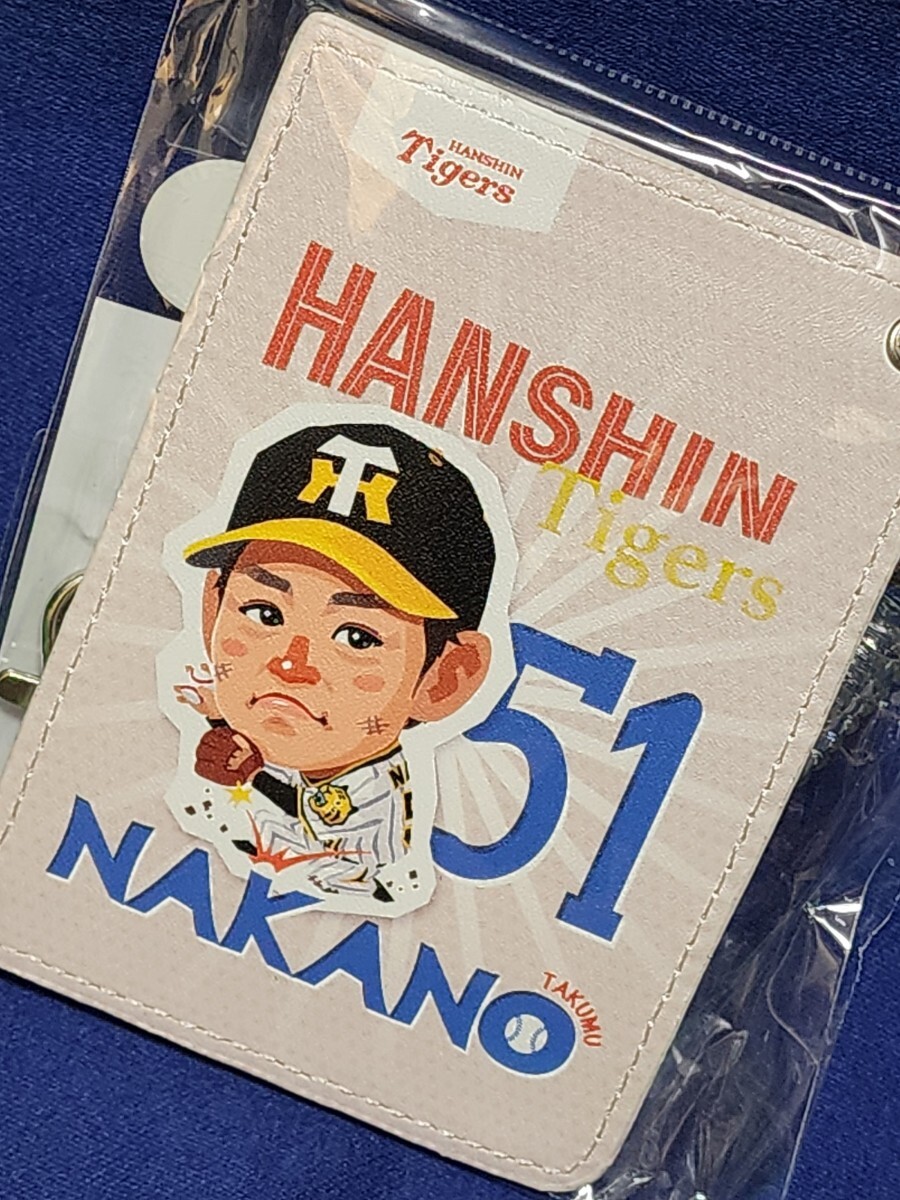 HANSHIN
Tigers
HANSHIN
Tigers
51
NAKANO
TAKUMU